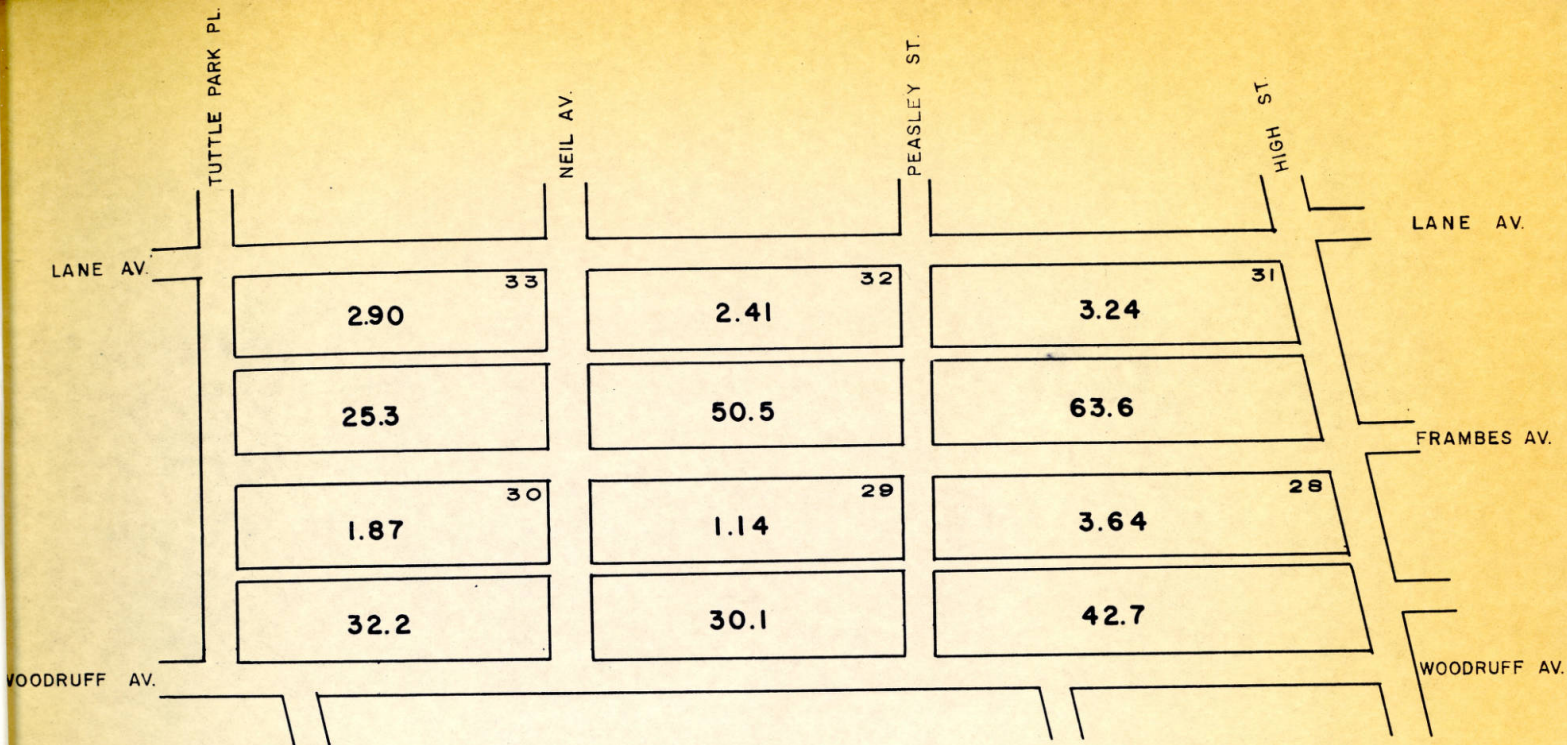 TUTTLE PARK PL.
NEIL AV.
PEASLEY ST.
HIGH ST.
LANE AV.
LANE AV.
33
2.90
32
2.41
31
3.24
25.3
50.5
63.6
FRAMBES AV.
30
1.87
29
1.14
28
3.64
32.2
30.1
42.7
WOODRUFF AV.
WOODRUFF AV.